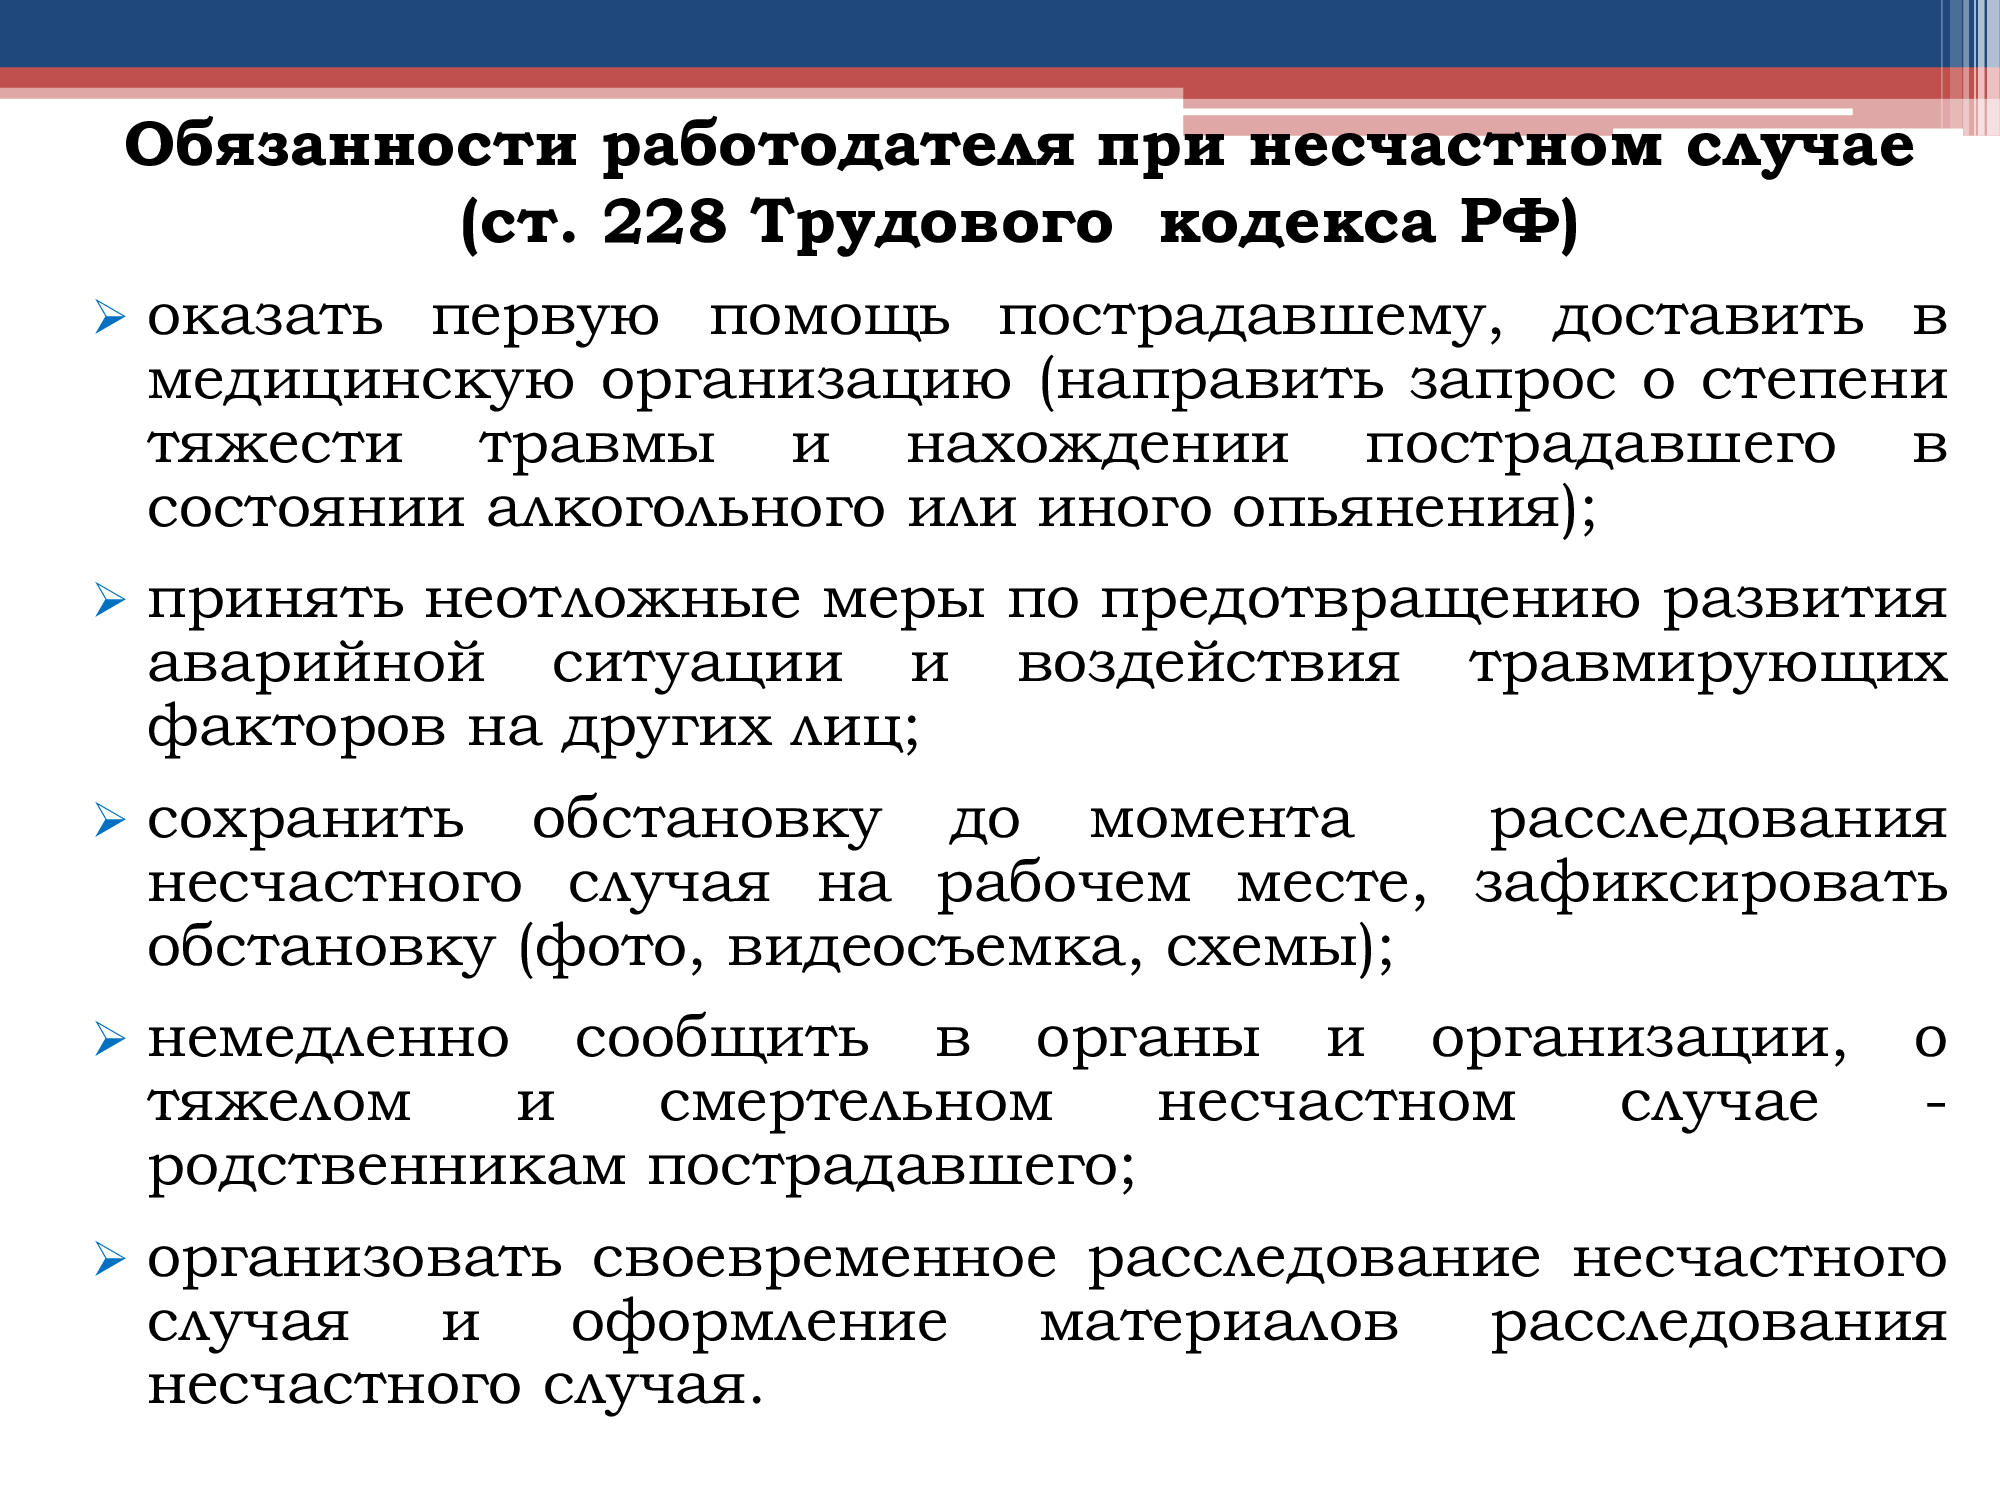 Обязанности работодателя при несчастном случае
(ст. 228 Трудового кодекса РФ)
оказать первую помощь пострадавшему, доставить в
медицинскую организацию (направить запрос о степени
тяжести травмы и нахождении пострадавшего в
состоянии алкогольного или иного опьянения);
принять неотложные меры по предотвращению развития
аварийной ситуации и воздействия травмирующих
факторов на других лиц;
сохранить обстановку до момента расследования
несчастного случая на рабочем месте, зафиксировать
обстановку (фото, видеосъемка, схемы);
немедленно сообщить в органы и организации, о
тяжелом и смертельном несчастном случае -
родственникам пострадавшего;
организовать своевременное расследование несчастного
случая и оформление материалов расследования
несчастного случая.